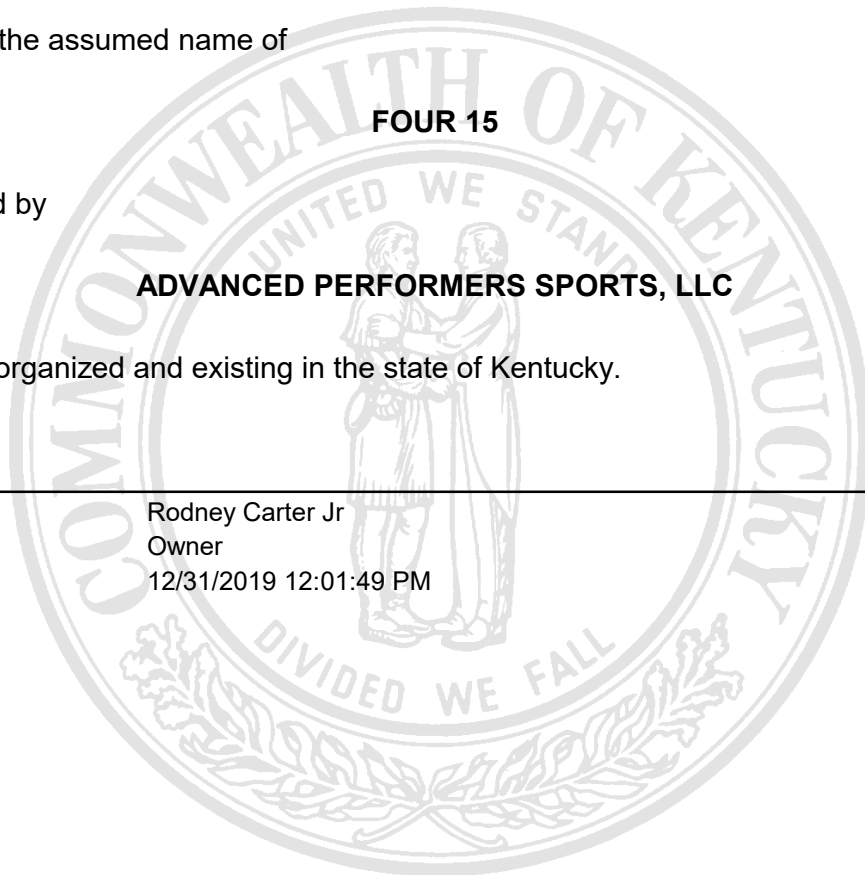 the assumed name of
FOUR 15
d by
ADVANCED PERFORMERS SPORTS, LLC
organized and existing in the state of Kentucky.
Rodney Carter Jr
Owner
12/31/2019 12:01:49 PM
COMMONWEALTH OF KENTUCKY
UNITED WE STAND
DIVIDED WE FALL